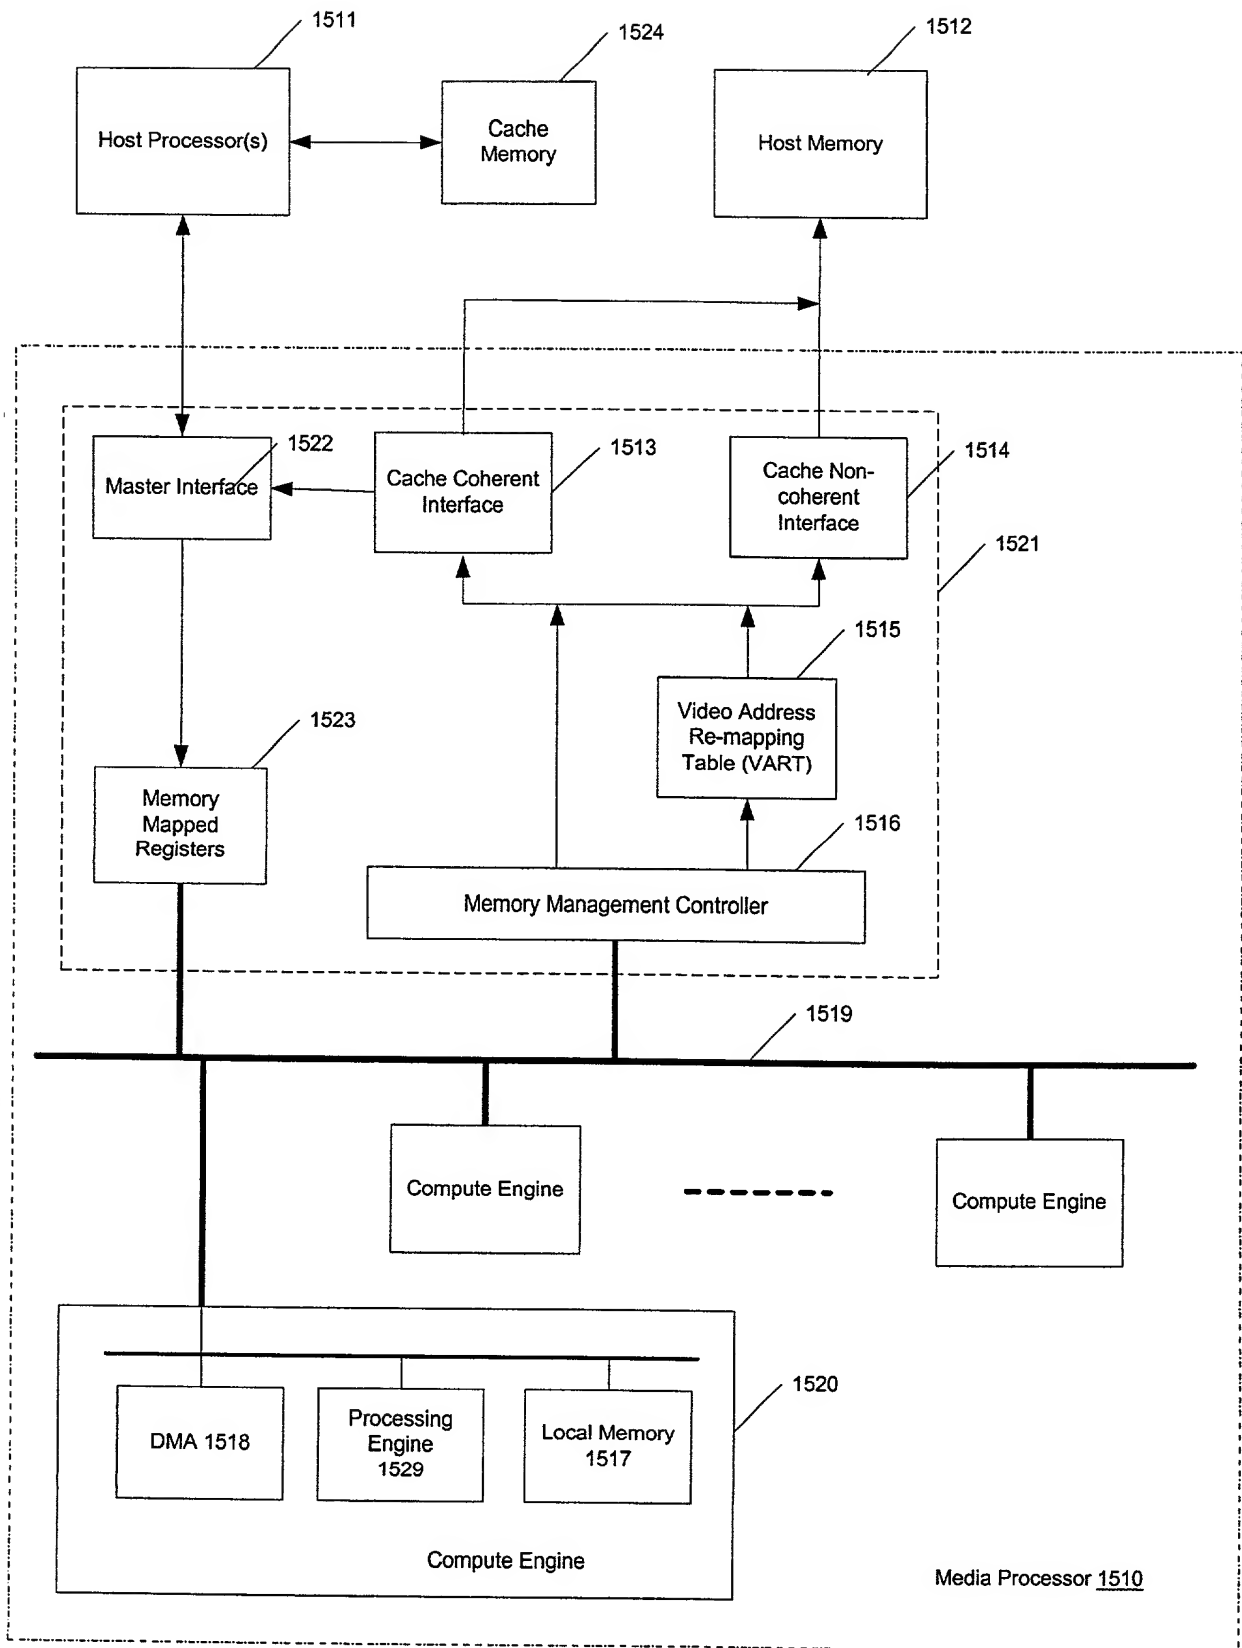 1511
1524
1512
Host Processor(s)
Cache
Memory
Host Memory
1522
1513
1514
Master Interface
Cache Coherent
Interface
Cache Non-
coherent
Interface
1521
1515
Video Address
Re-mapping
Table (VART)
1523
Memory
Mapped
Registers
1516
Memory Management Controller
1519
Compute Engine
Compute Engine
1520
DMA 1518
Processing
Engine
1529
Local Memory
1517
Compute Engine
Media Processor 1510